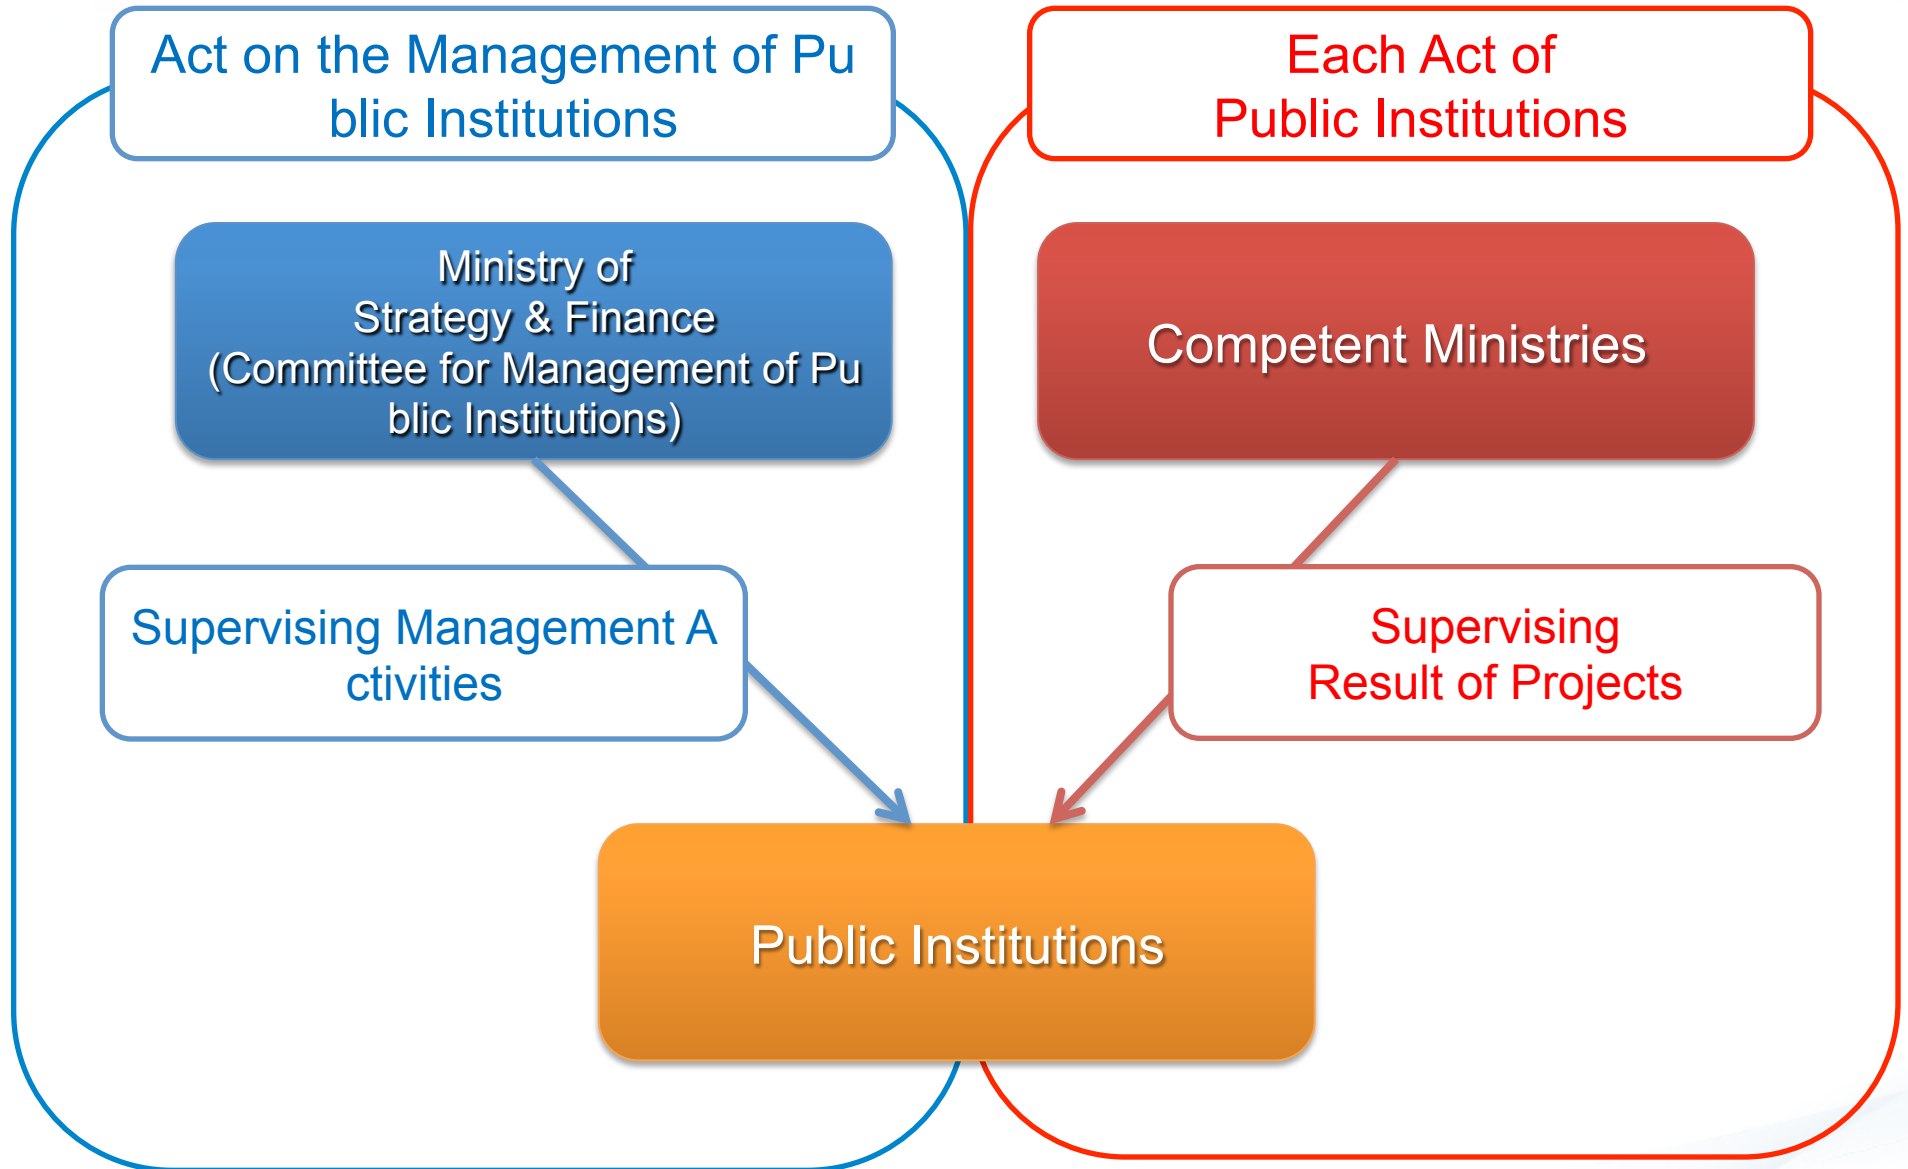 Act on the Management of Pu
blic Institutions
Each Act of
Public Institutions
Ministry of
Strategy & Finance
(Committee for Management of Pu
blic Institutions)
Competent Ministries
Supervising Management A
ctivities
Supervising
Result of Projects
Public Institutions